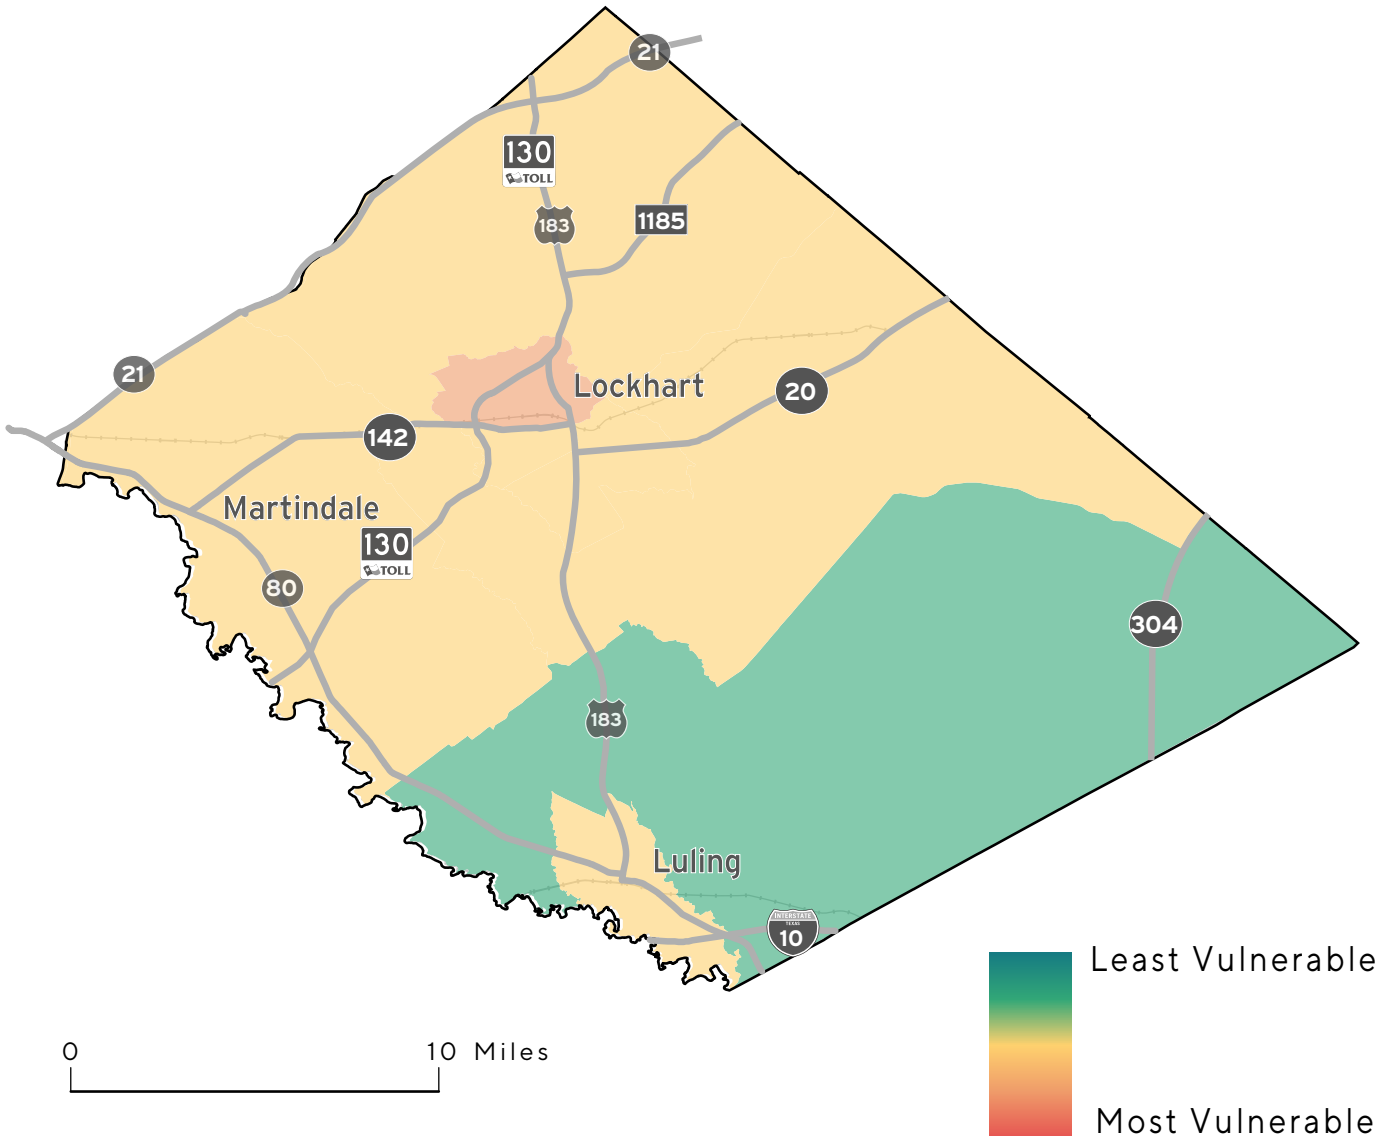 21
130
TOLL
183
1185
21
Lockhart
20
142
Martindale
130
TOLL
80
304
183
Luling
INTERSTATE
TEXAS
10
Least Vulnerable
0
10 Miles
Most Vulnerable